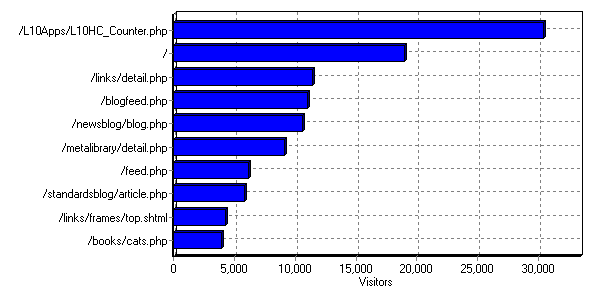 /L10Apps/L10HC_Counter.php
/
/links/detail.php
/blogfeed.php
/newsblog/blog.php
/metalibrary/detail.php
/feed.php
/standardsblog/article.php
/links/frames/top.shtml
/books/cats.php
0 5,000 10,000 15,000 20,000 25,000 30,000
Visitors